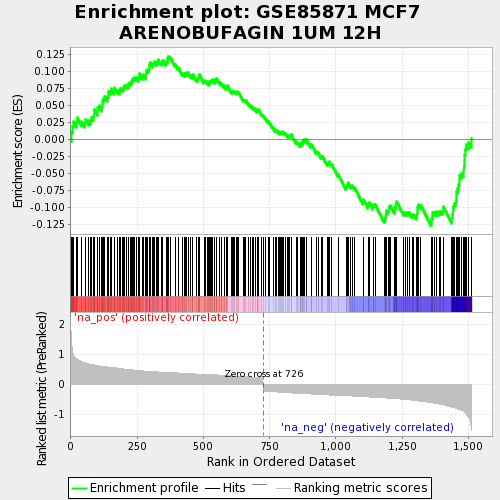 Enrichment plot: GSE85871 MCF7
ARENOBUFAGIN 1UM 12H
Enrichment score (ES)
0.125
0.100
0.075
0.050
0.025
0.000
-0.025
-0.050
-0.075
-0.100
-0.125
Ranked list metric (PreRanked)
'na_pos' (positively correlated)
2
1
0
-1
Zero cross at 726
'na_neg' (negatively correlated)
0
250
500
750
1,000
1,250
1,500
Rank in Ordered Dataset
Enrichment profile
Hits
Ranking metric scores